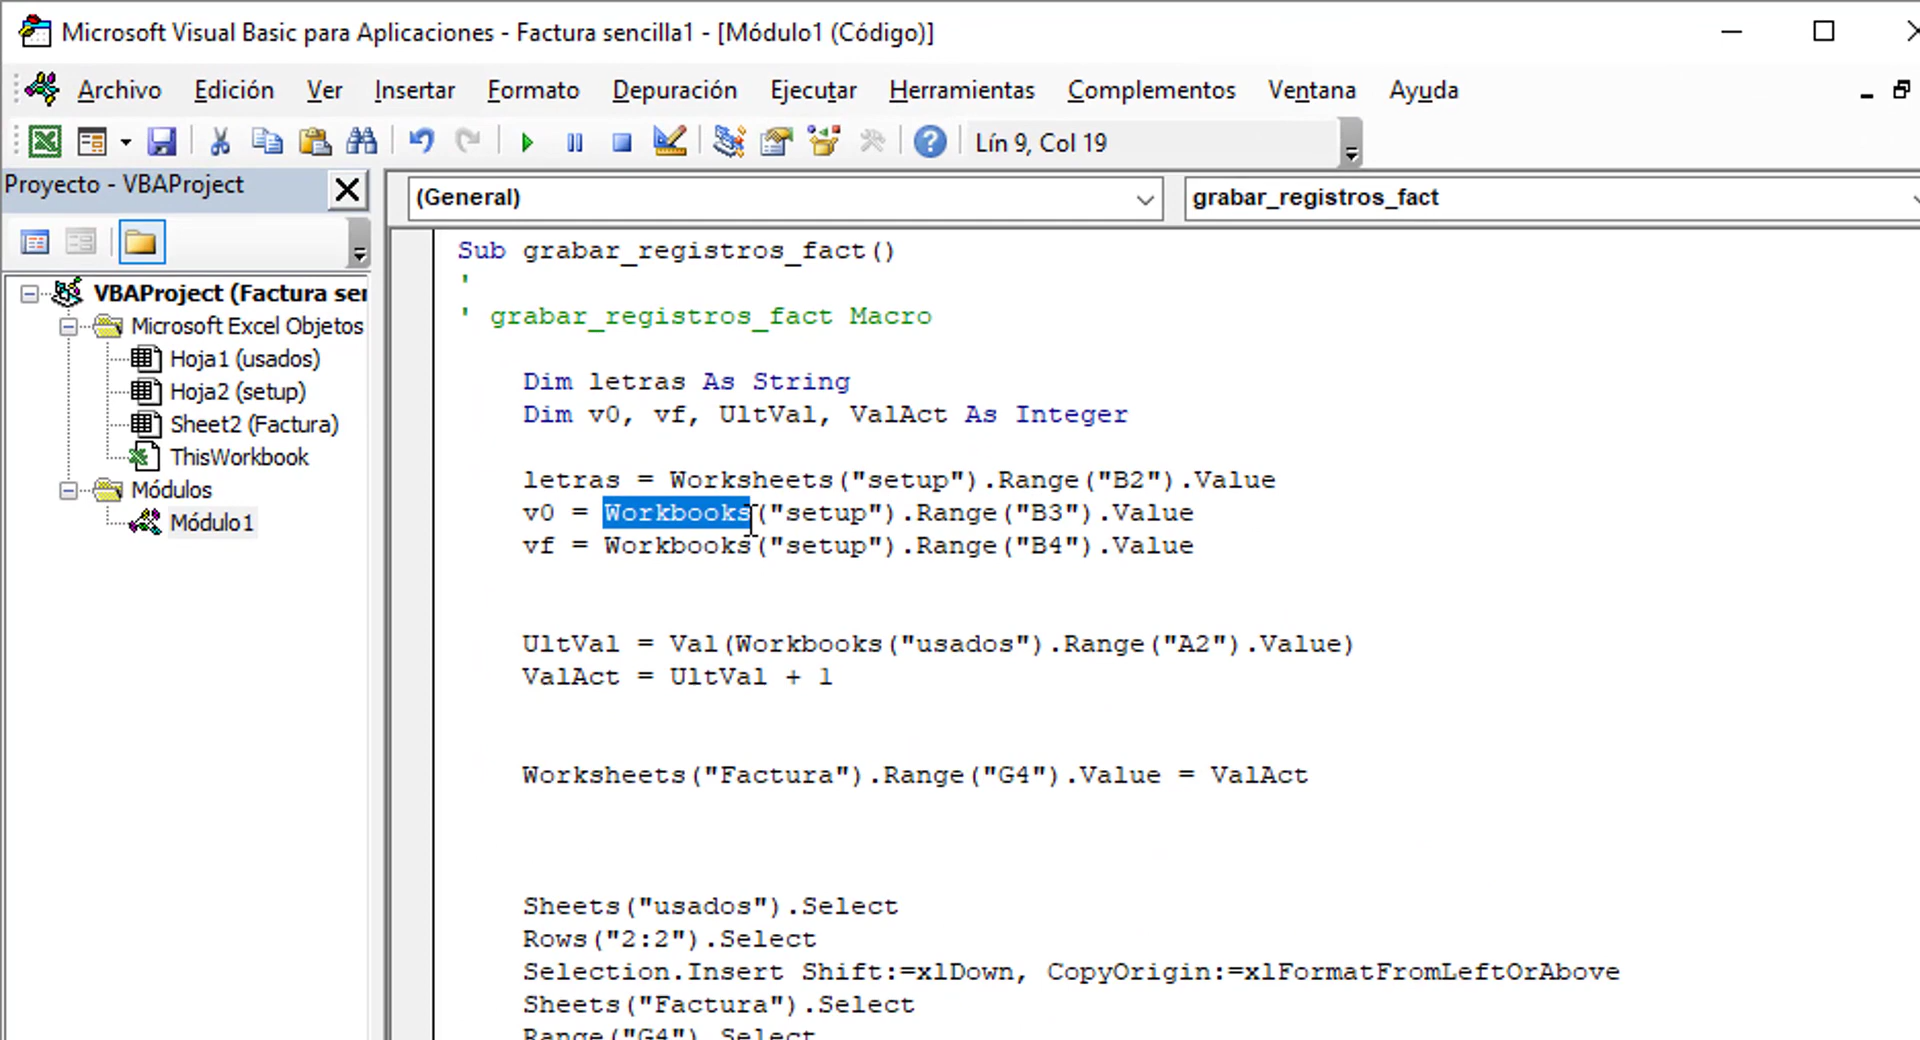 Microsoft Visual Basic para Aplicaciones - Factura sencilla1 - [Módulo1 (Código)]
Archivo Edición Ver Insertar Formato Depuración Ejecutar Herramientas Complementos Ventana Ayuda
Lín 9, Col 19
Proyecto - VBAProject
(General)
grabar_registros_fact
VBAProject (Factura se
Microsoft Excel Objetos
Hoja1 (usados)
Hoja2 (setup)
Sheet2 (Factura)
ThisWorkbook
Módulos
Módulo1
Sub grabar_registros_fact()
'
' grabar_registros_fact Macro
Dim letras As String
Dim v0, vf, UltVal, ValAct As Integer
letras = Worksheets("setup").Range("B2").Value
v0 = Workbooks("setup").Range("B3").Value
vf = Workbooks("setup").Range("B4").Value
UltVal = Val(Workbooks("usados").Range("A2").Value)
ValAct = UltVal + 1
Worksheets("Factura").Range("G4").Value = ValAct
Sheets("usados").Select
Rows("2:2").Select
Selection.Insert Shift:=xlDown, CopyOrigin:=xlFormatFromLeftOrAbove
Sheets("Factura").Select
Range("G4").Select